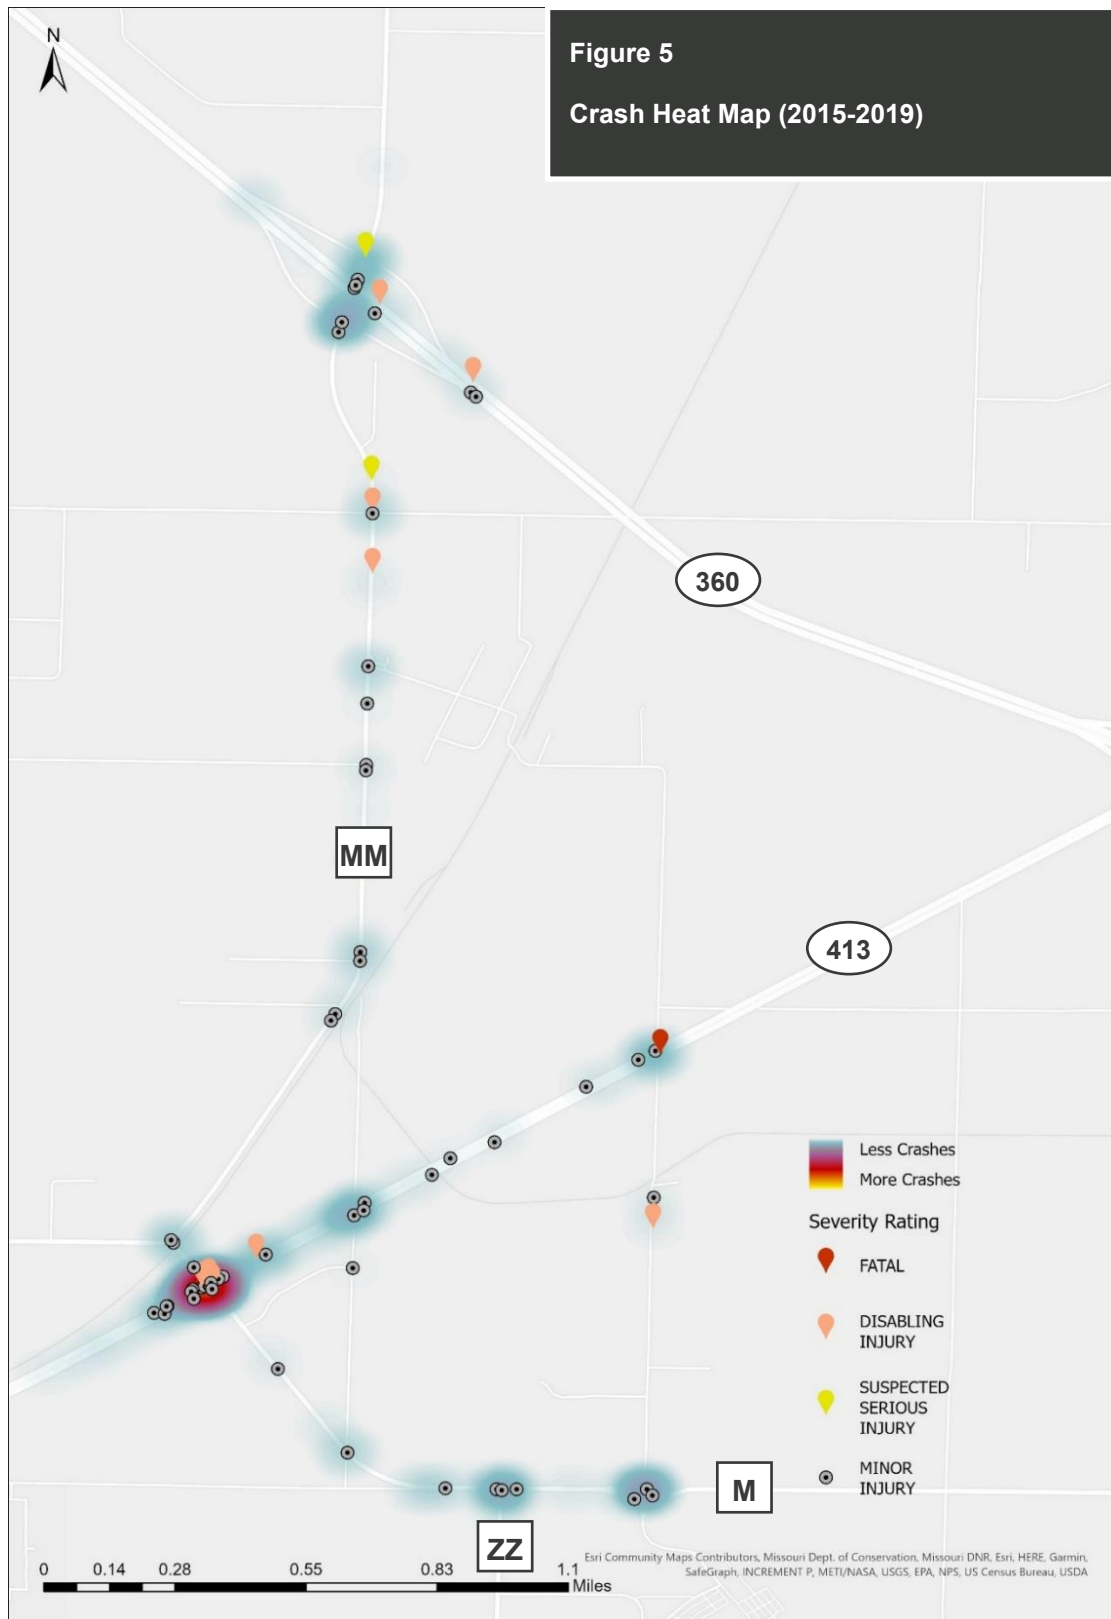 N
Figure 5
Crash Heat Map (2015-2019)
360
MM
413
Less Crashes
More Crashes
Severity Rating
FATAL
DISABLING
INJURY
SUSPECTED
SERIOUS
INJURY
MINOR
INJURY
M
ZZ
0 0.14 0.28 0.55 0.83 1.1
Miles
Esri Community Maps Contributors, Missouri Dept. of Conservation, Missouri DNR, Esri, HERE, Garmin,
SafeGraph, INCREMENT P, METI/NASA, USGS, EPA, NPS, US Census Bureau, USDA